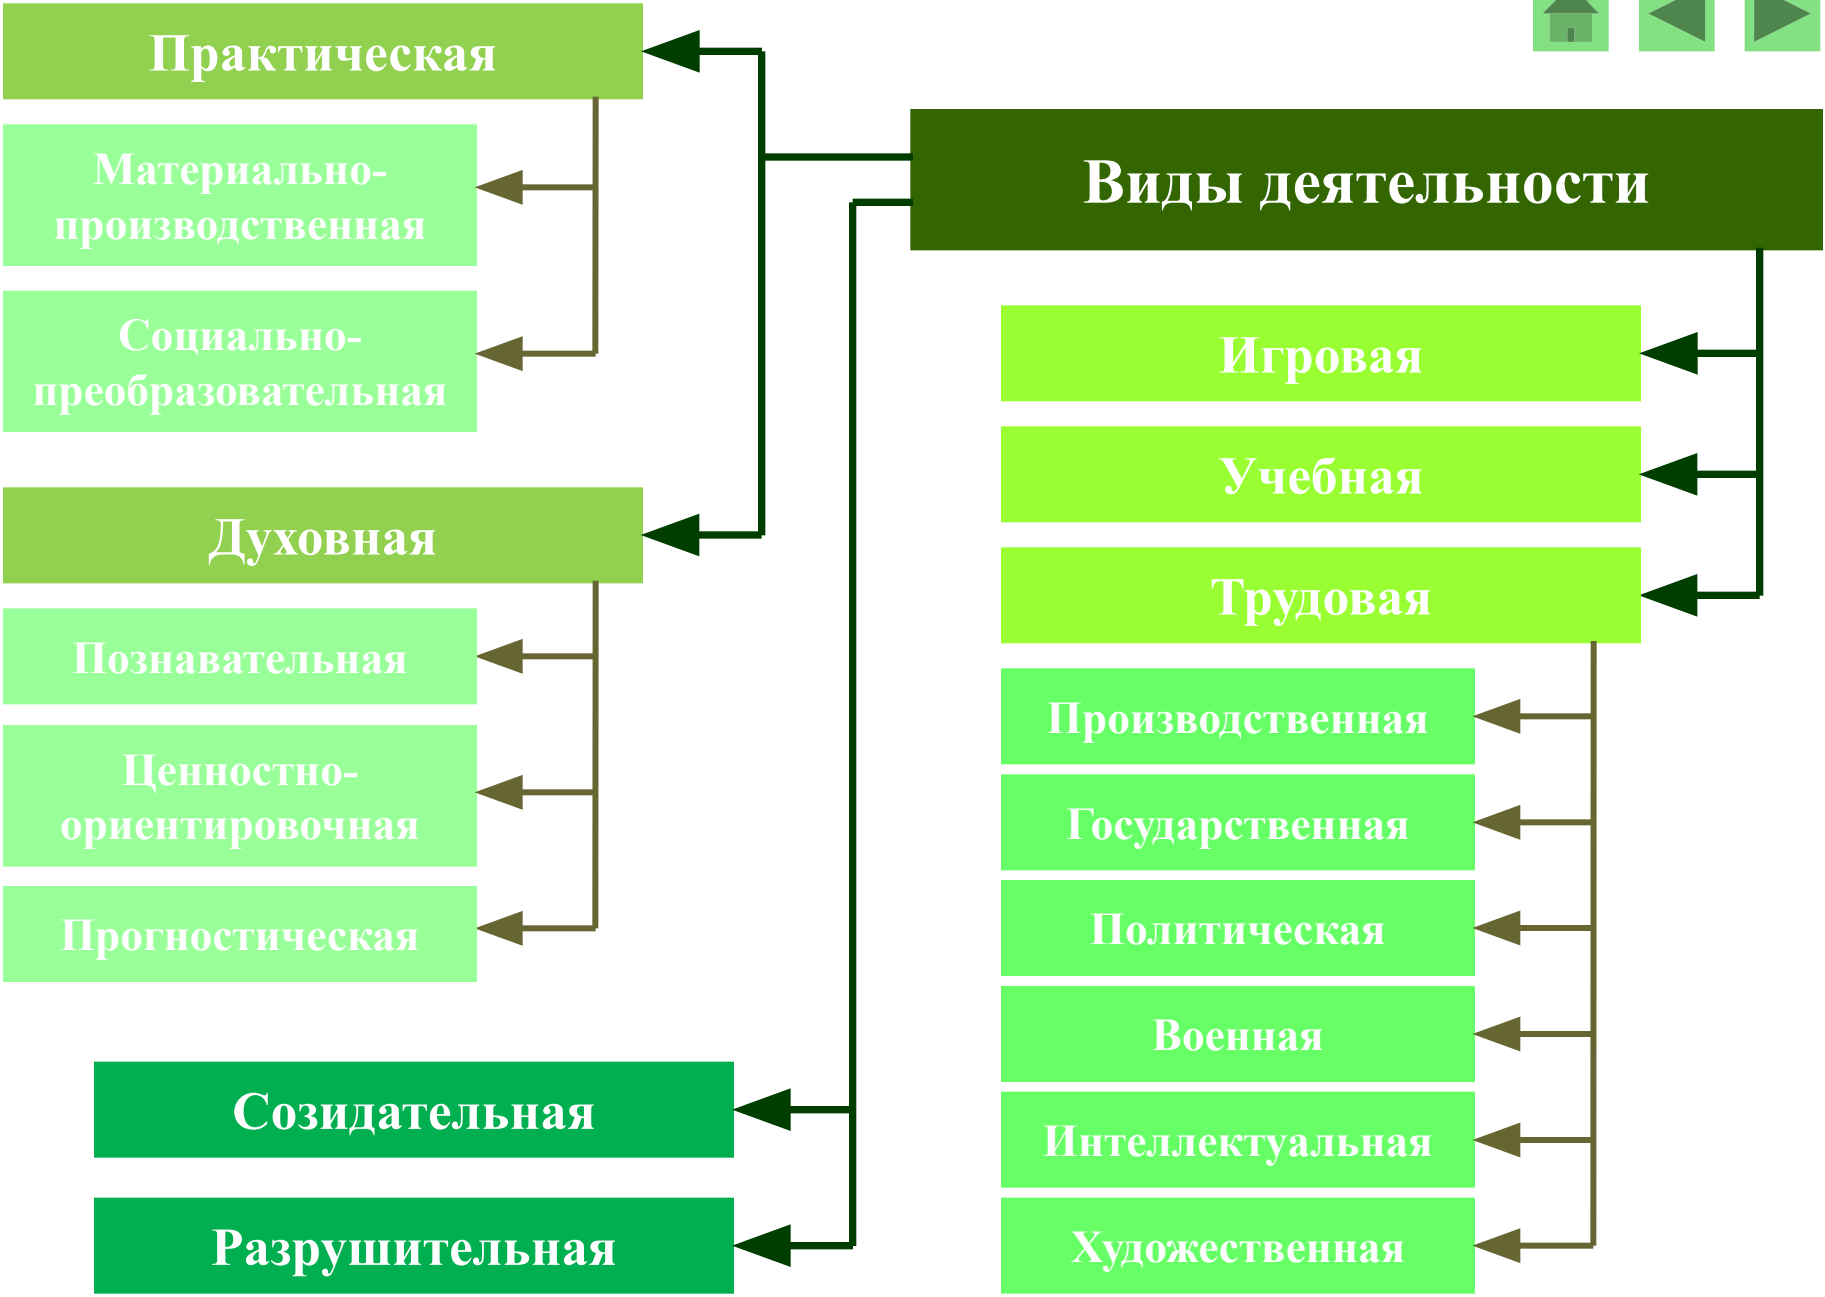 Виды деятельности
Практическая
Материально-
производственная
Социально-
преобразовательная
Духовная
Познавательная
Ценностно-
ориентировочная
Прогностическая
Созидательная
Разрушительная
Игровая
Учебная
Трудовая
Производственная
Государственная
Политическая
Военная
Интеллектуальная
Художественная